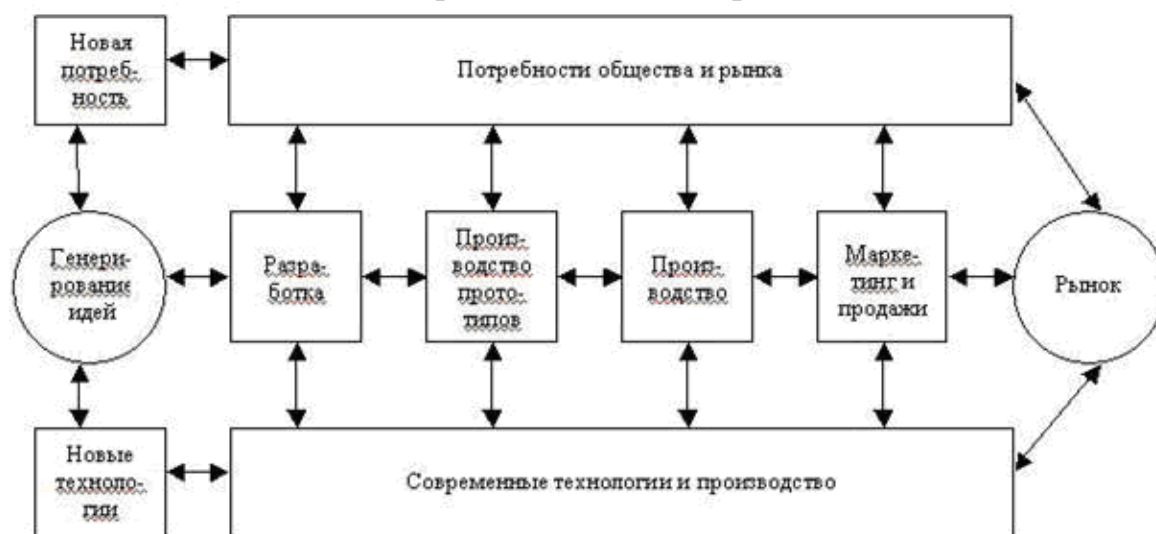 Новая
потреб-
ность
Потребности общества и рынка
Генери-
рование
идей
Разра-
ботка
Произ-
водство
прото-
типов
Произ-
водство
Марке-
тинг и
продажи
Рынок
Новые
техноло-
гии
Современные технологии и производство